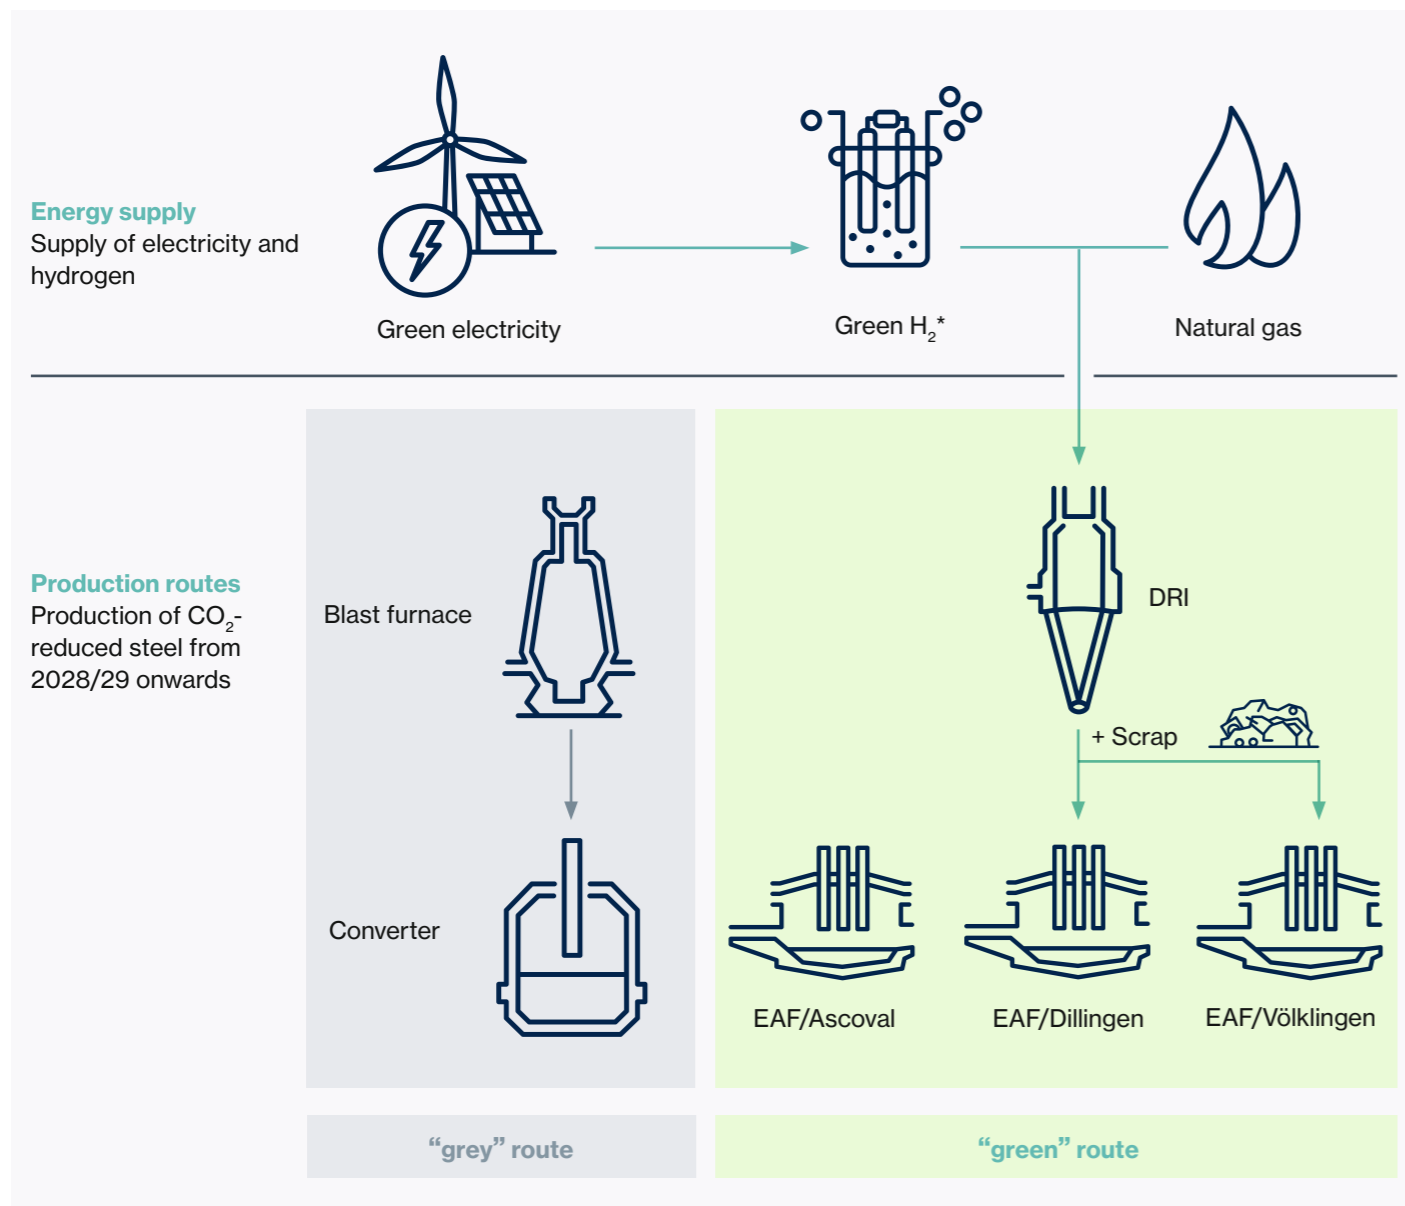 Energy supply
Supply of electricity and
hydrogen
Green electricity
Green H₂*
Natural gas
Production routes
Production of CO₂-
reduced steel from
2028/29 onwards
Blast furnace
Converter
DRI
+ Scrap
EAF/Ascoval
EAF/Dillingen
EAF/Völklingen
“grey” route
“green” route